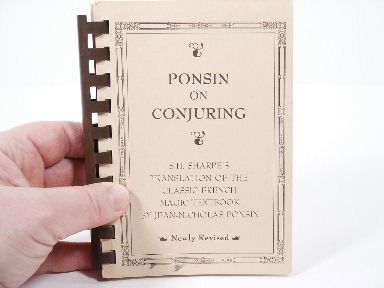 PONSIN
ON
CONJURING
S.H. SHARPE'S
TRANSLATION OF THE
CLASSIC FRENCH
MAGIC TEXTBOOK
BY JEAN-NICHOLAS PONSIN
Newly Revised